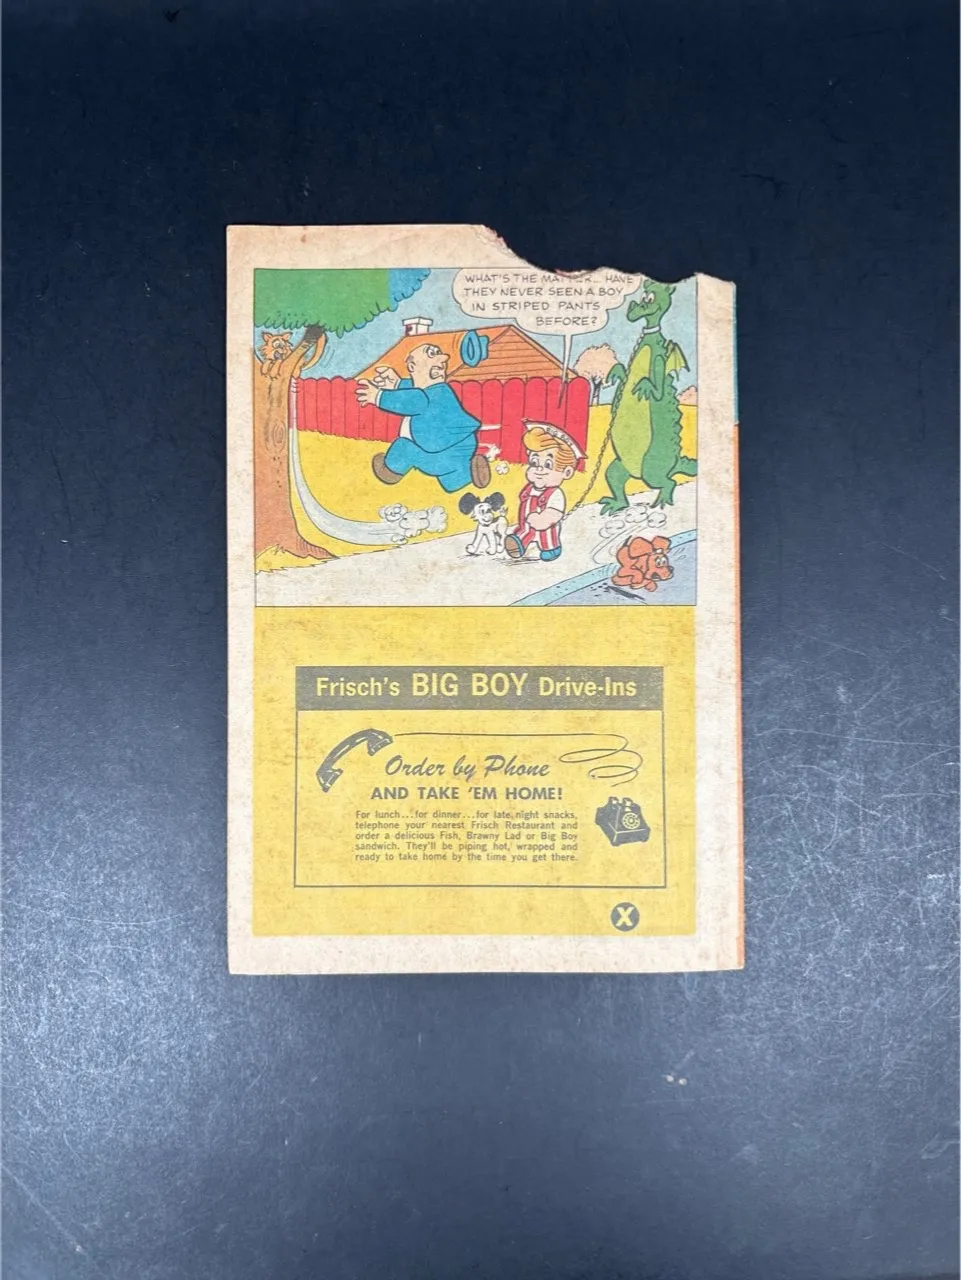 WHAT'S THE MATTER... HAVE
THEY NEVER SEEN A BOY
IN STRIPED PANTS
BEFORE?
BIG BOY
Frisch's BIG BOY Drive-Ins
Order by Phone
AND TAKE 'EM HOME!
For lunch...for dinner...for late night snacks,
telephone your nearest Frisch Restaurant and
order a delicious Fish, Brawny Lad or Big Boy
sandwich. They'll be piping hot, wrapped and
ready to take home by the time you get there.
X